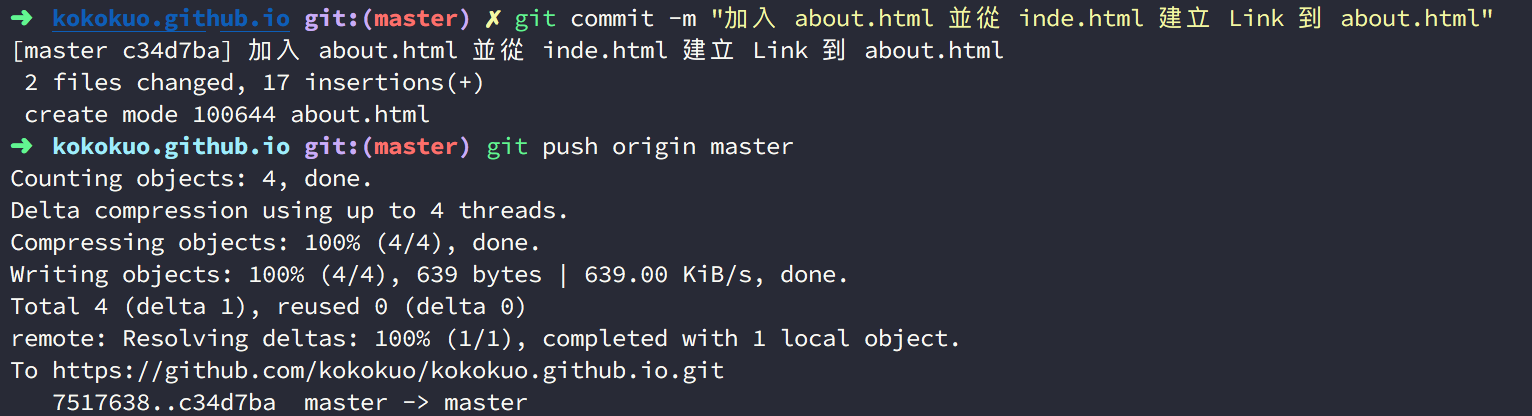 ➜ kokokuo.github.io git:(master) ✗ git commit -m "加入 about.html 並從 inde.html 建立 Link 到 about.html"
[master c34d7ba] 加入 about.html 並從 inde.html 建立 Link 到 about.html
 2 files changed, 17 insertions(+)
 create mode 100644 about.html
➜ kokokuo.github.io git:(master) git push origin master
Counting objects: 4, done.
Delta compression using up to 4 threads.
Compressing objects: 100% (4/4), done.
Writing objects: 100% (4/4), 639 bytes | 639.00 KiB/s, done.
Total 4 (delta 1), reused 0 (delta 0)
remote: Resolving deltas: 100% (1/1), completed with 1 local object.
To https://github.com/kokokuo/kokokuo.github.io.git
   7517638..c34d7ba  master -> master